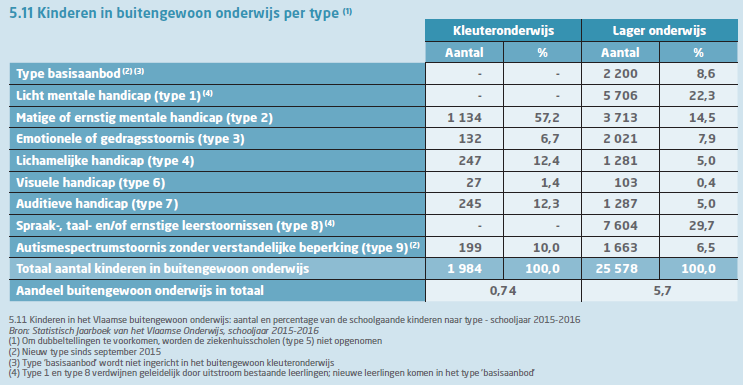 5.11 Kinderen in buitengewoon onderwijs per type (1)
Kleuteronderwijs Lager onderwijs
Aantal % Aantal %
Type basisaanbod (2) (3) - - 2 200 8,6
Licht mentale handicap (type 1) (4) - - 5 706 22,3
Matige of ernstig mentale handicap (type 2) 1 134 57,2 3 713 14,5
Emotionele of gedragsstoornis (type 3) 132 6,7 2 021 7,9
Lichamelijke handicap (type 4) 247 12,4 1 281 5,0
Visuele handicap (type 6) 27 1,4 103 0,4
Auditieve handicap (type 7) 245 12,3 1 287 5,0
Spraak-, taal- en/of ernstige leerstoornissen (type 8) (4) - - 7 604 29,7
Autismespectrumstoornis zonder verstandelijke beperking (type 9) (2) 199 10,0 1 663 6,5
Totaal aantal kinderen in buitengewoon onderwijs 1 984 100,0 25 578 100,0
Aandeel buitengewoon onderwijs in totaal 0,74 5,7
5.11 Kinderen in het Vlaamse buitengewoon onderwijs: aantal en percentage van de schoolgaande kinderen naar type - schooljaar 2015-2016
Bron: Statistisch Jaarboek van het Vlaamse Onderwijs, schooljaar 2015-2016
(1) Om dubbeltellingen te voorkomen, worden de ziekenhuisscholen (type 5) niet opgenomen
(2) Nieuw type sinds september 2015
(3) Type 'basisaanbod' wordt niet ingericht in het buitengewoon kleuteronderwijs
(4) Type 1 en type 8 verdwijnen geleidelijk door uitstroom bestaande leerlingen; nieuwe leerlingen komen in het type 'basisaanbod'